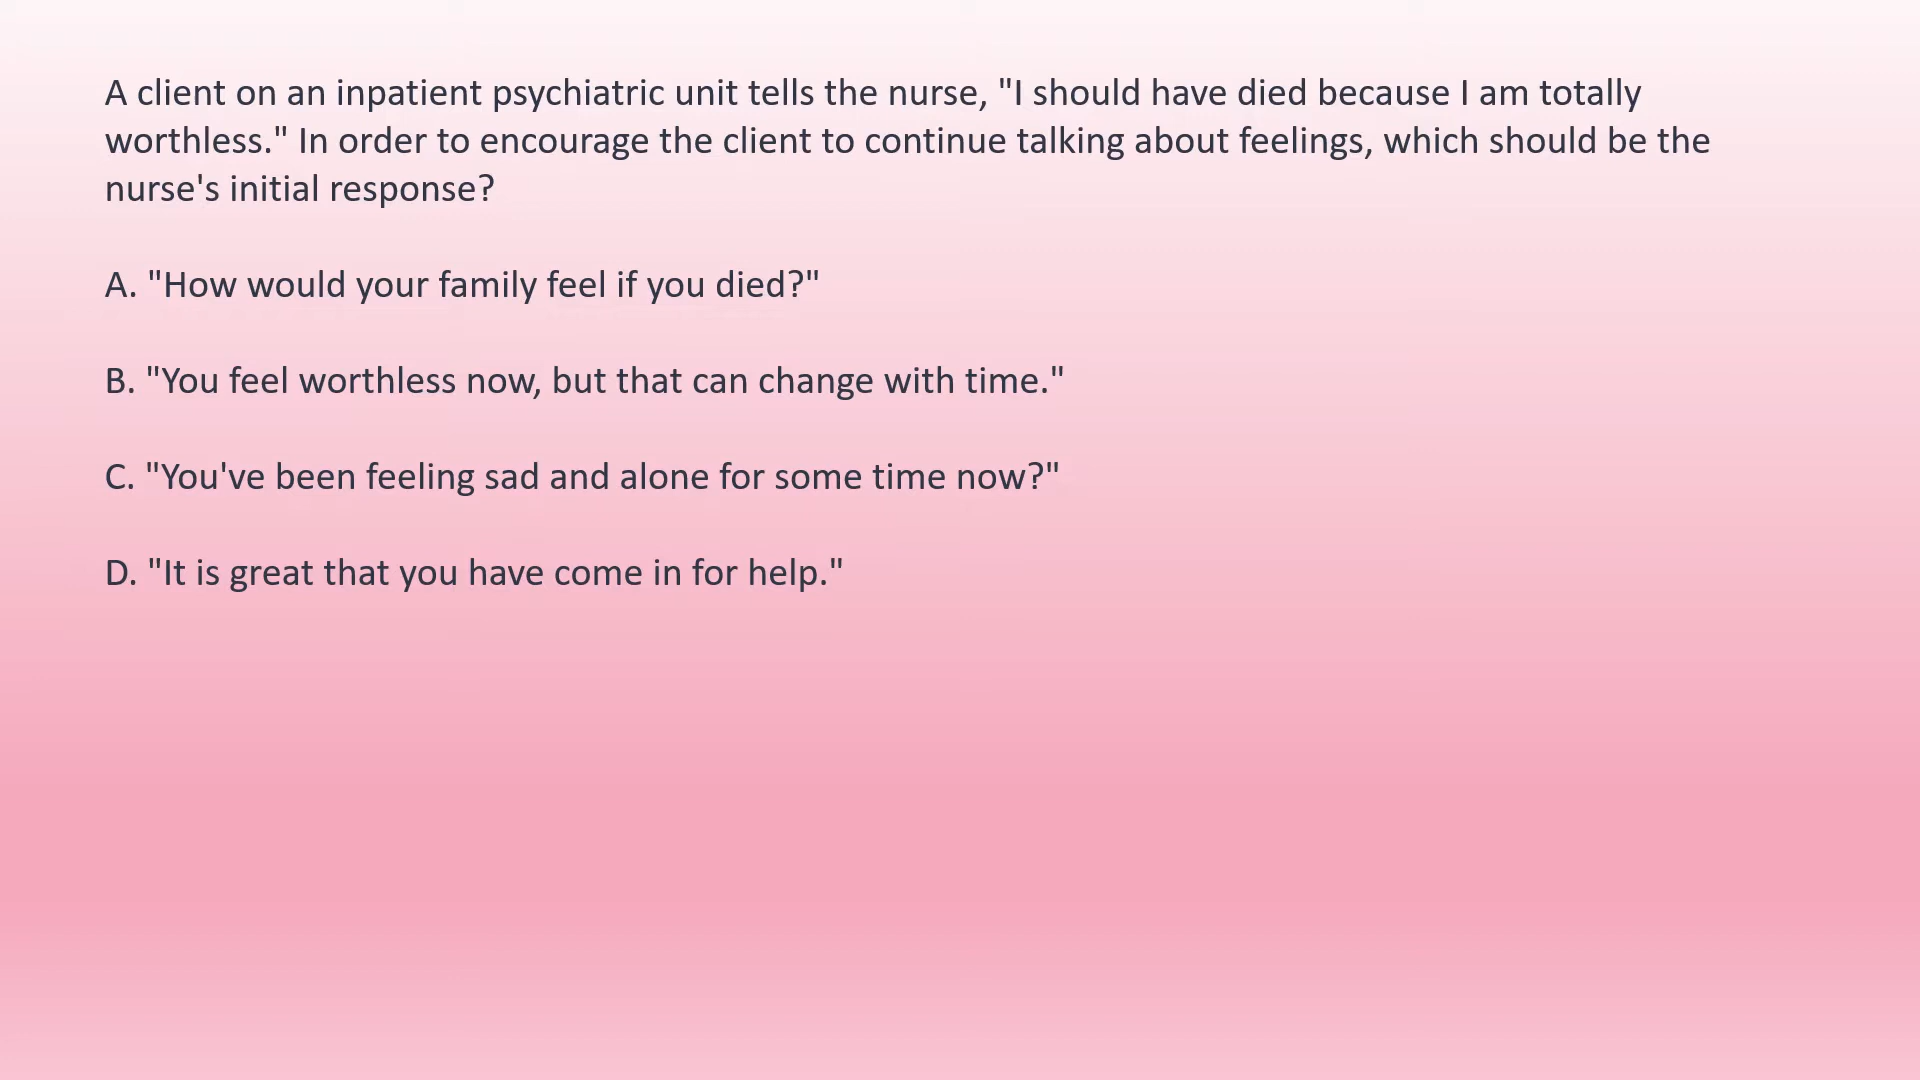 A client on an inpatient psychiatric unit tells the nurse, "I should have died because I am totally
worthless." In order to encourage the client to continue talking about feelings, which should be the
nurse's initial response?
A. "How would your family feel if you died?"
B. "You feel worthless now, but that can change with time."
C. "You've been feeling sad and alone for some time now?"
D. "It is great that you have come in for help."